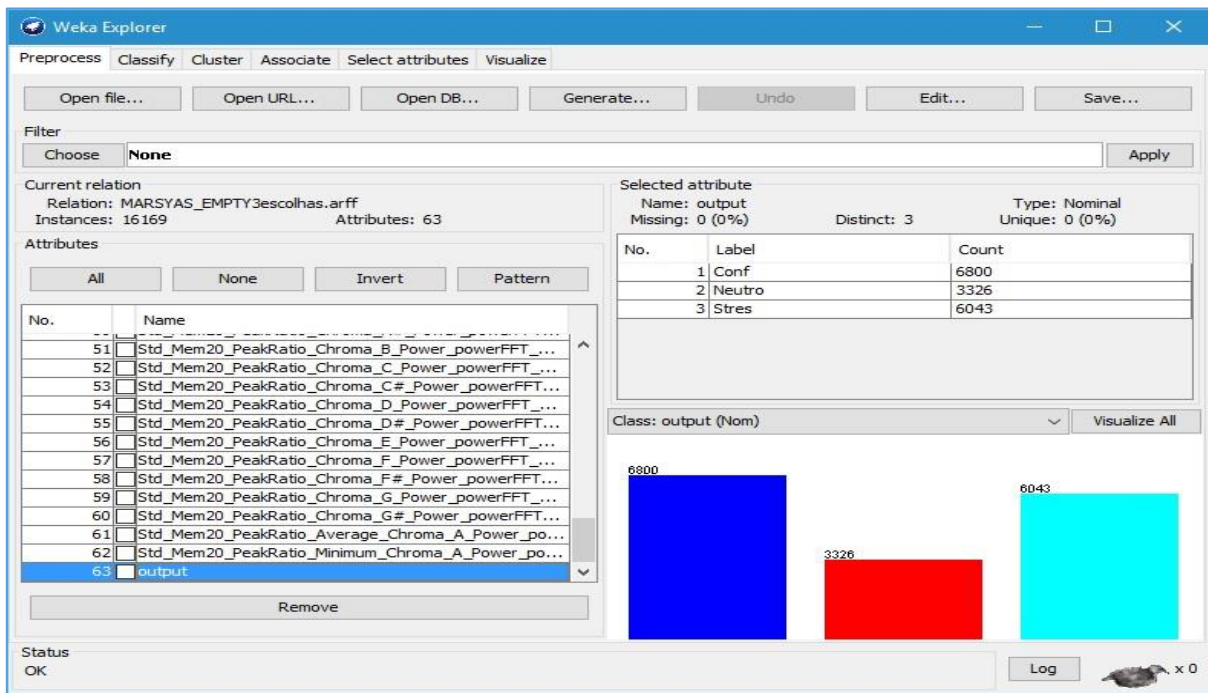 Weka Explorer
Preprocess Classify Cluster Associate Select attributes Visualize
Open file... Open URL... Open DB... Generate... Undo Edit... Save...
Filter
Choose None Apply
Current relation
Relation: MARSYAS_EMPTY3escolhas.arff
Instances: 16169 Attributes: 63
Attributes
All None Invert Pattern
No. Name
51 Std_Mem20_PeakRatio_Chroma_B_Power_powerFFT_...
52 Std_Mem20_PeakRatio_Chroma_C_Power_powerFFT_...
53 Std_Mem20_PeakRatio_Chroma_C#_Power_powerFFT...
54 Std_Mem20_PeakRatio_Chroma_D_Power_powerFFT_...
55 Std_Mem20_PeakRatio_Chroma_D#_Power_powerFFT...
56 Std_Mem20_PeakRatio_Chroma_E_Power_powerFFT_...
57 Std_Mem20_PeakRatio_Chroma_F_Power_powerFFT_...
58 Std_Mem20_PeakRatio_Chroma_F#_Power_powerFFT...
59 Std_Mem20_PeakRatio_Chroma_G_Power_powerFFT_...
60 Std_Mem20_PeakRatio_Chroma_G#_Power_powerFFT...
61 Std_Mem20_PeakRatio_Average_Chroma_A_Power_po...
62 Std_Mem20_PeakRatio_Minimum_Chroma_A_Power_po...
63 output
Remove
Selected attribute
Name: output Type: Nominal
Missing: 0 (0%) Distinct: 3 Unique: 0 (0%)
No. Label Count
1 Conf 6800
2 Neutro 3326
3 Stres 6043
Class: output (Nom) Visualize All
6800
3326
6043
Status
OK
Log x 0